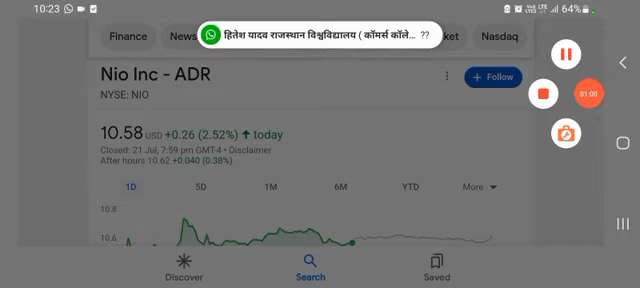 10:23
Vo) LTE
LTE2
64%
Finance
News
हितेश यादव राजस्थान विश्वविद्यालय ( कॉमर्स कॉले... ??
ket
Nasdaq
Nio Inc - ADR
+ Follow
NYSE: NIO
01:00
10.58 USD +0.26 (2.52%) ↑ today
Closed: 21 Jul, 7:59 pm GMT-4 • Disclaimer
After hours 10.62 +0.040 (0.38%)
1D
5D
1M
6M
YTD
More
10.8
10.6
Discover
Search
Saved